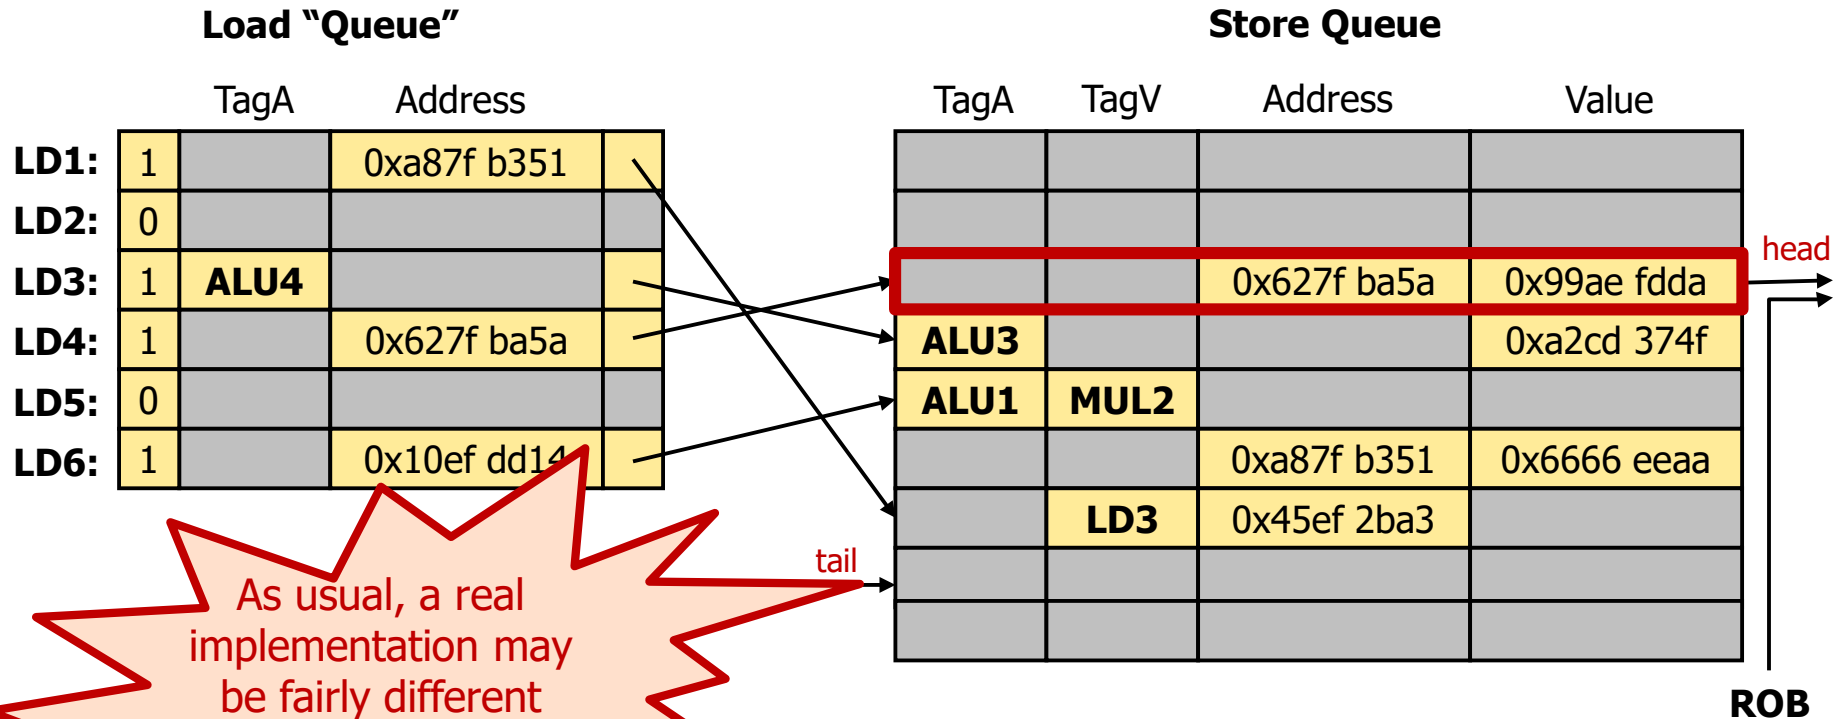 Load “Queue”
Store Queue
TagA Address
TagA TagV Address Value
LD1: 1 0xa87f b351
LD2: 0
LD3: 1 ALU4
LD4: 1 0x627f ba5a
LD5: 0
LD6: 1 0x10ef dd14
head
0x627f ba5a 0x99ae fdda
ALU3 0xa2cd 374f
ALU1 MUL2
0xa87f b351 0x6666 eeaa
LD3 0x45ef 2ba3
tail
ROB
As usual, a real
implementation may
be fairly different